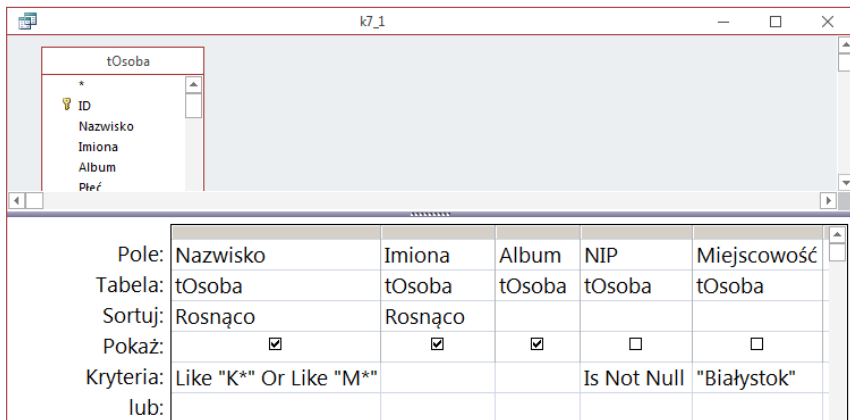 k7_1
tOsoba
*
ID
Nazwisko
Imiona
Album
Płeć
Pole: Nazwisko Imiona Album NIP Miejscowość
Tabela: tOsoba tOsoba tOsoba tOsoba tOsoba
Sortuj: Rosnąco Rosnąco
Pokaż:
Kryteria: Like "K*" Or Like "M*" Is Not Null "Białystok"
lub: